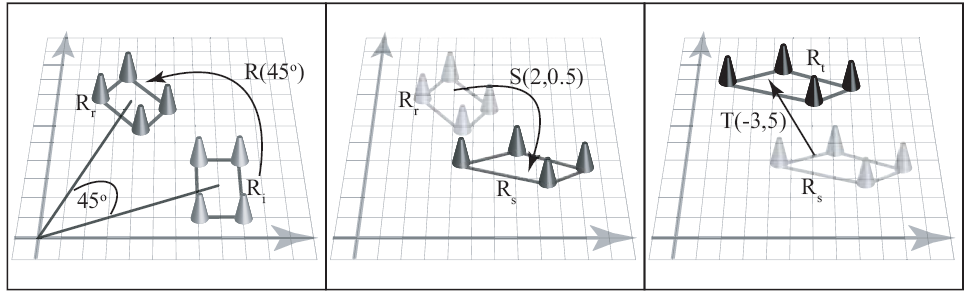 R(45°)
Rr
Ri
45°
S(2,0.5)
Rr
Rs
Rt
T(-3,5)
Rs